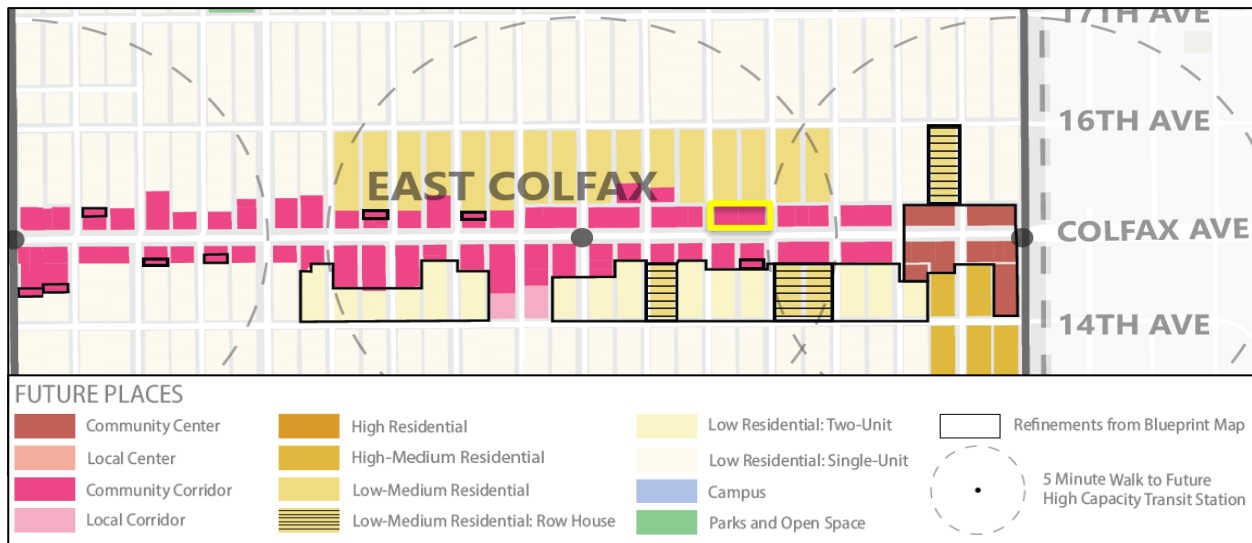 17TH AVE
16TH AVE
EAST COLFAX
COLFAX AVE
14TH AVE
FUTURE PLACES
Community Center
Local Center
Community Corridor
Local Corridor
High Residential
High-Medium Residential
Low-Medium Residential
Low-Medium Residential: Row House
Low Residential: Two-Unit
Low Residential: Single-Unit
Campus
Parks and Open Space
Refinements from Blueprint Map
5 Minute Walk to Future
High Capacity Transit Station